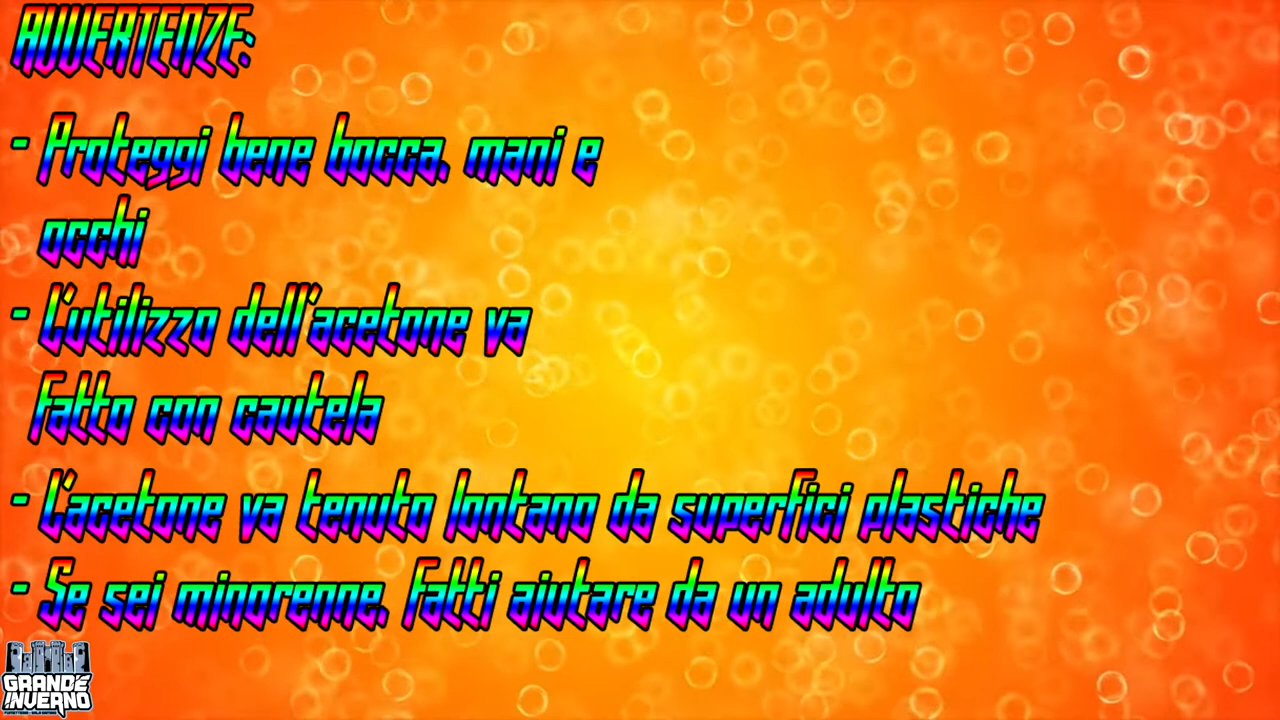 AVVERTENZE:
- Proteggi bene bocca, mani e
occhi
- L'utilizzo dell'acetone va
fatto con cautela
- L'acetone va tenuto lontano da superfici plastiche
- Se sei minorenne, fatti aiutare da un adulto
GRANDE
INVERNO